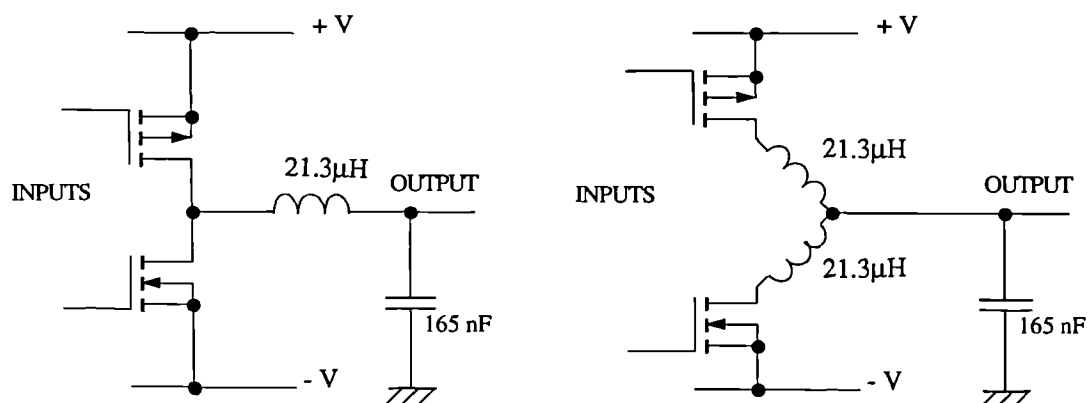 + V
21.3µH
INPUTS
OUTPUT
165 nF
- V
+ V
21.3µH
INPUTS
OUTPUT
21.3µH
165 nF
- V